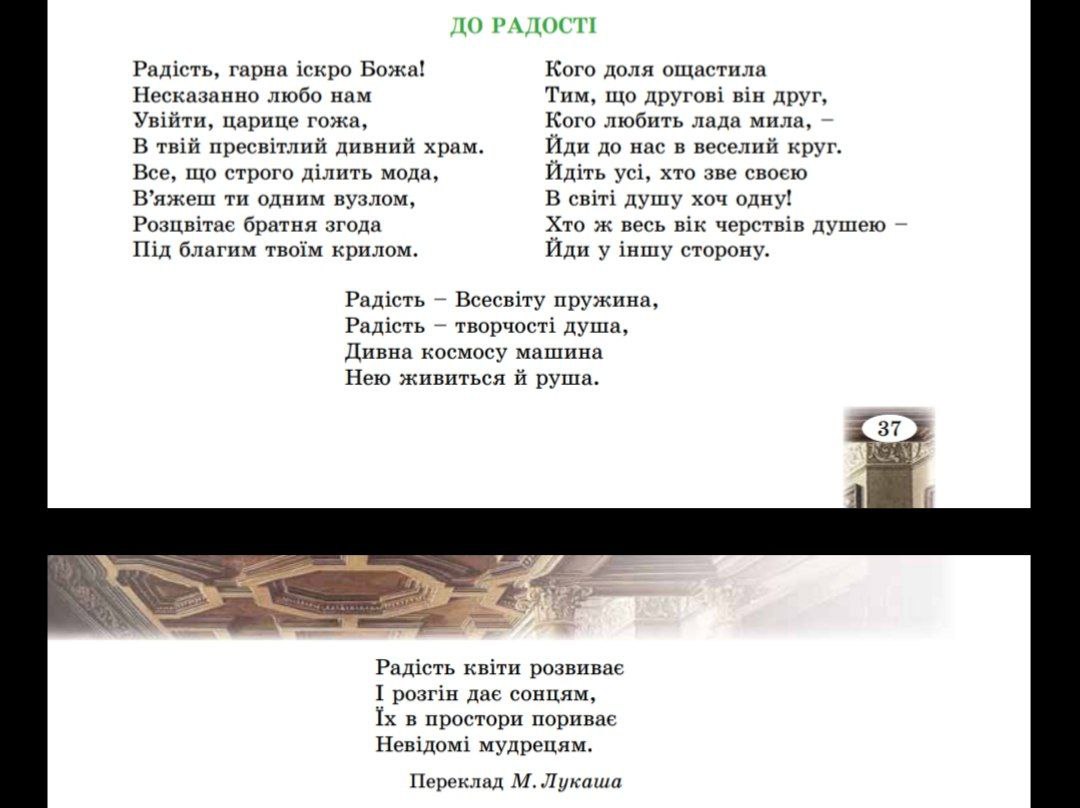 ДО РАДОСТІ
Радість, гарна іскро Божа!
Несказанно любо нам
Увійти, царице гожа,
В твій пресвітлий дивний храм.
Все, що строго ділить мода,
В’яжеш ти одним вузлом,
Розцвітає братня згода
Під благим твоїм крилом.
Кого доля ощастила
Тим, що другові він друг,
Кого любить лада мила, –
Йди до нас в веселий круг.
Йдіть усі, хто зве своєю
В світі душу хоч одну!
Хто ж весь вік черствів душею –
Йди у іншу сторону.
Радість – Всесвіту пружина,
Радість – творчості душа,
Дивна космосу машина
Нею живиться й руша.
37
Радість квіти розвиває
І розгін дає сонцям,
Їх в простори пориває
Невідомі мудрецям.
Переклад М. Лукаша